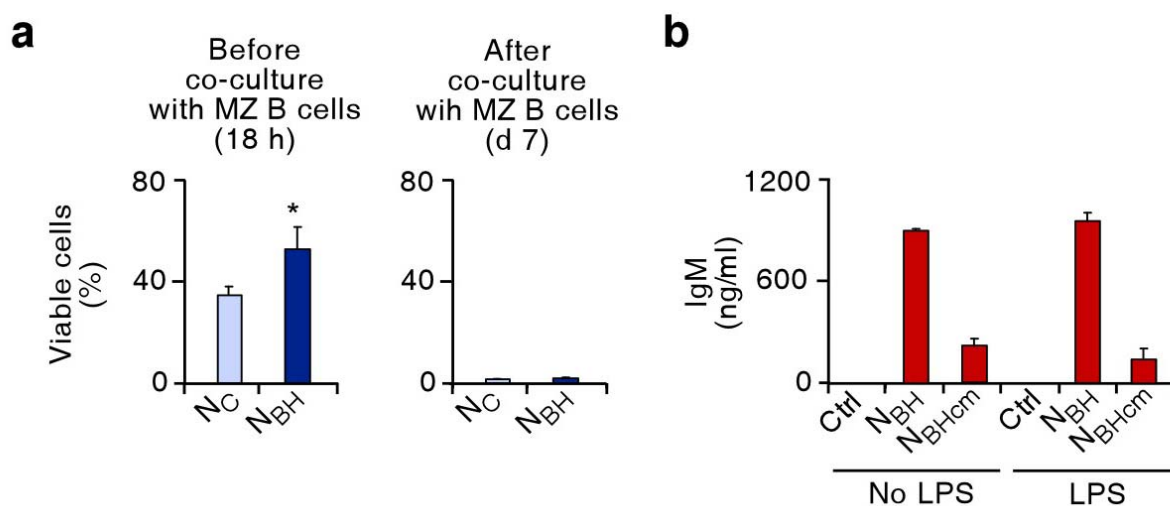 a
Before
co-culture
with MZ B cells
(18 h)
After
co-culture
wih MZ B cells
(d 7)
Viable cells
(%)
80
40
0
*
NC
NBH
80
40
0
NC
NBH
b
IgM
(ng/ml)
1200
600
0
Ctrl
NBH
NBHcm
Ctrl
NBH
NBHcm
No LPS
LPS